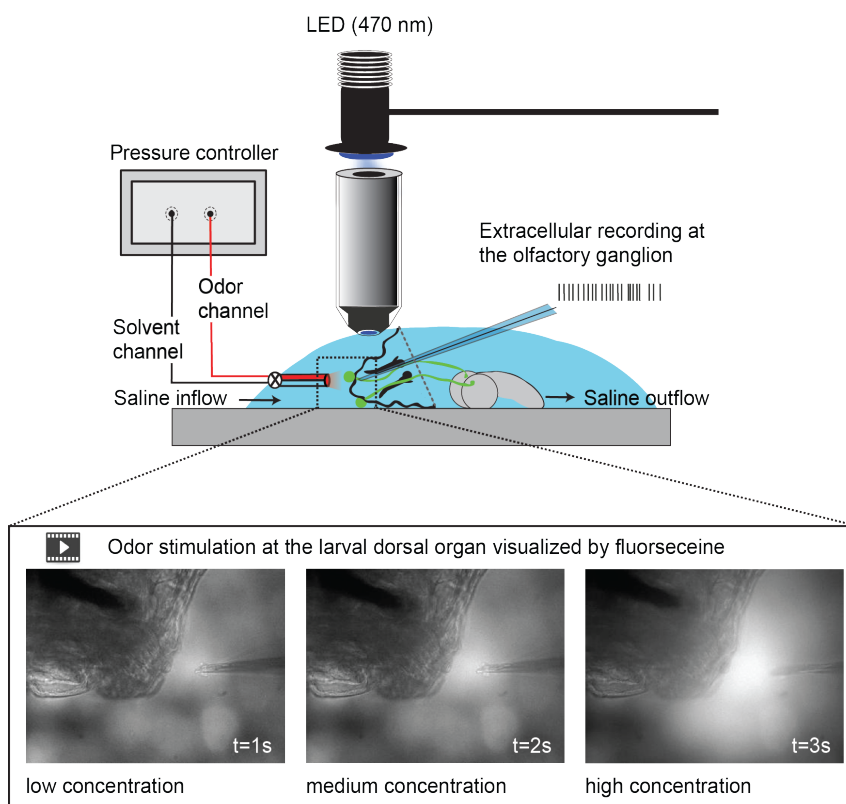 LED (470 nm)
Pressure controller
Extracellular recording at
the olfactory ganglion
Odor
channel
Solvent
channel
Saline inflow
Saline outflow
Odor stimulation at the larval dorsal organ visualized by fluorseceine
t=1s
t=2s
t=3s
low concentration
medium concentration
high concentration